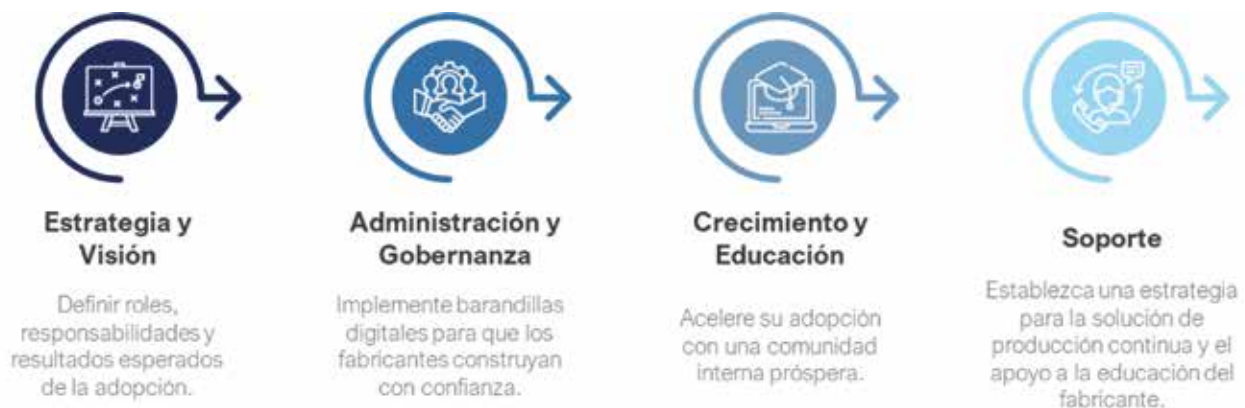 Estrategia y
Visión
Definir roles,
responsabilidades y
resultados esperados
de la adopción.
Administración y
Gobernanza
Implemente barandillas
digitales para que los
fabricantes construyan
con confianza.
Crecimiento y
Educación
Acelere su adopción
con una comunidad
interna próspera.
Soporte
Establezca una estrategia
para la solución de
producción continua y el
apoyo a la educación del
fabricante.